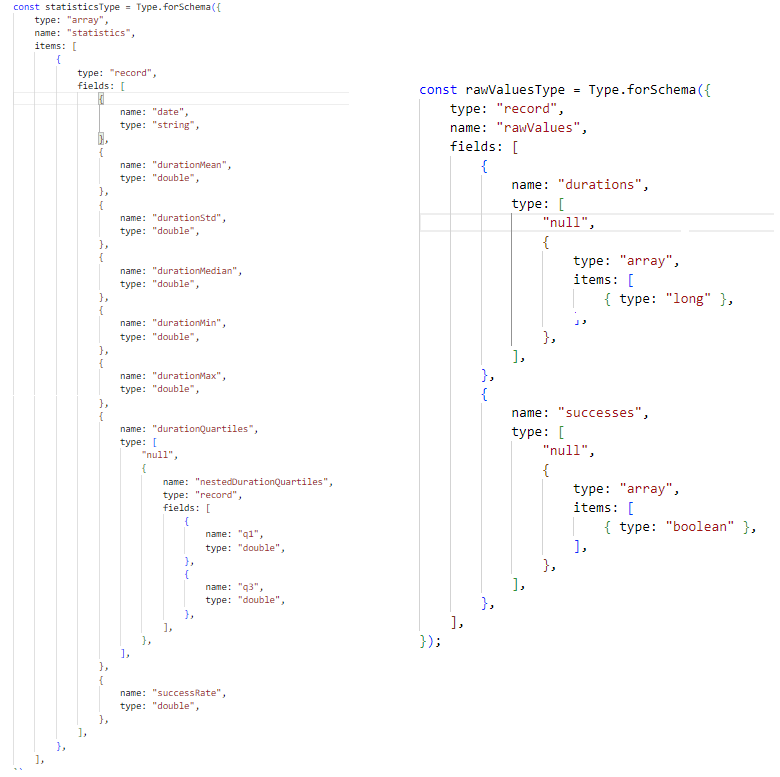 const statisticsType = Type.forSchema({
type: "array",
name: "statistics",
items: [
{
type: "record",
fields: [
{
name: "date",
type: "string",
},
{
name: "durationMean",
type: "double",
},
{
name: "durationStd",
type: "double",
},
{
name: "durationMedian",
type: "double",
},
{
name: "durationMin",
type: "double",
},
{
name: "durationMax",
type: "double",
},
{
name: "durationQuartiles",
type: [
"null",
{
name: "nestedDurationQuartiles",
type: "record",
fields: [
{
name: "q1",
type: "double",
},
{
name: "q3",
type: "double",
},
],
},
],
},
{
name: "successRate",
type: "double",
},
],
},
],
})
const rawValuesType = Type.forSchema({
type: "record",
name: "rawValues",
fields: [
{
name: "durations",
type: [
"null",
{
type: "array",
items: [
{ type: "long" },
],
},
],
},
{
name: "successes",
type: [
"null",
{
type: "array",
items: [
{ type: "boolean" },
],
},
],
},
],
});